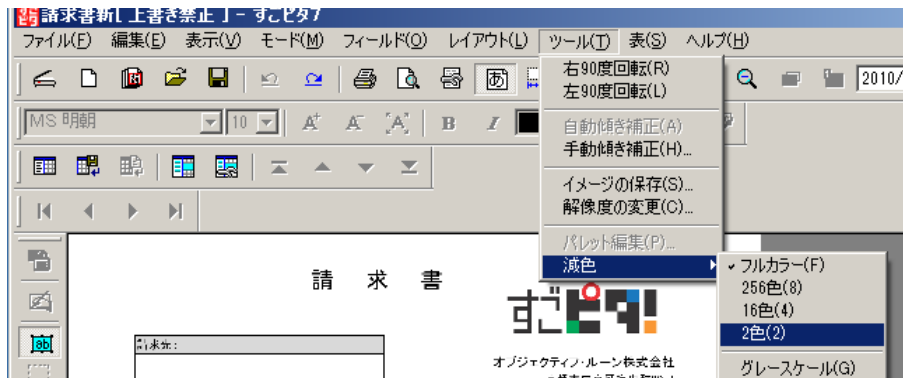 請求書新[ 上書き禁止 ] - すごピタ7
ファイル(F) 編集(E) 表示(V) モード(M) フィールド(O) レイアウト(L) ツール(T) 表(S) ヘルプ(H)
右90度回転(R)
左90度回転(L)
あ
2010/
MS 明朝
10
A A [A] B I
自動傾き補正(A)
手動傾き補正(H)...
イメージの保存(S)...
解像度の変更(C)...
パレット編集(P)...
減色
フルカラー(F)
256色(8)
16色(4)
2色(2)
グレースケール(G)
請 求 書
すごピタ!
ab
請求先:
オブジェクティブ・ルーン株式会社